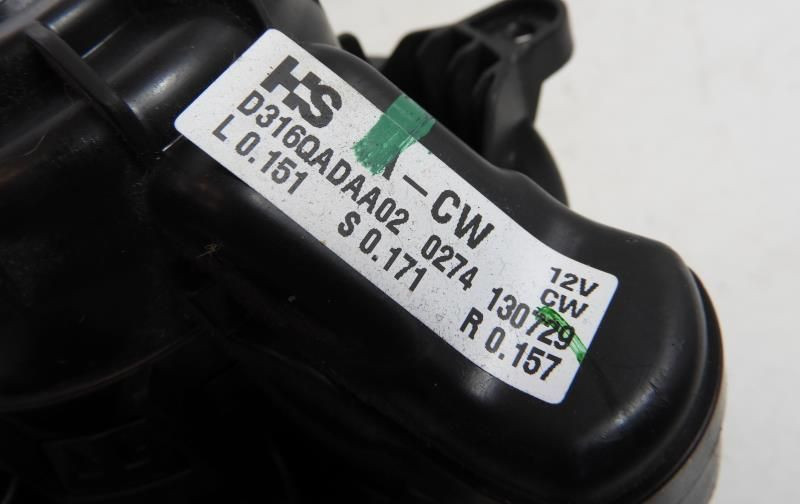 HS A-CW 12V
CW
D316QADAA02 0274 130729
L 0.151 S 0.171 R 0.157